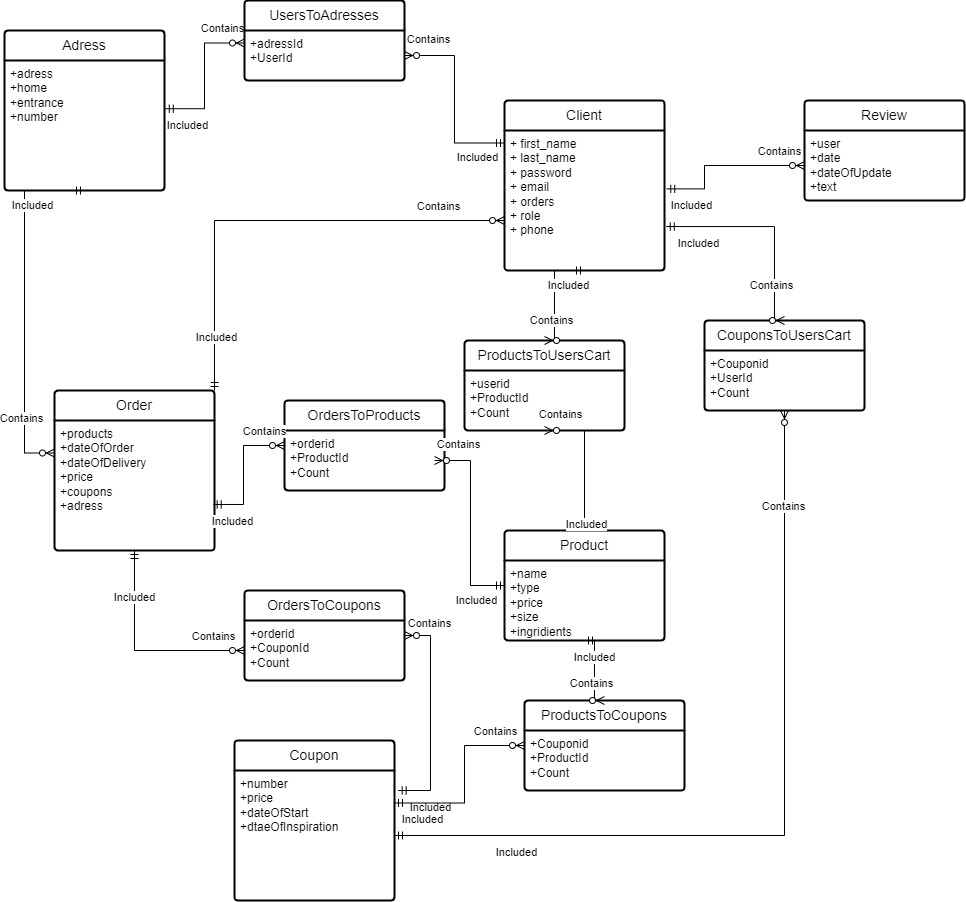 UsersToAdresses
+adressId
+UserId
Contains
Contains
Adress
+adress
+home
+entrance
+number
Included
Included
Included
Client
+ first_name
+ last_name
+ password
+ email
+ orders
+ role
+ phone
Review
+user
+date
+dateOfUpdate
+text
Contains
Included
Included
Contains
Contains
Included
Included
Contains
CouponsToUsersCart
+Couponid
+UserId
+Count
ProductsToUsersCart
+userid
+ProductId
+Count
Contains
Contains
Order
+products
+dateOfOrder
+dateOfDelivery
+price
+coupons
+adress
OrdersToProducts
+orderid
+ProductId
+Count
Contains
Contains
Included
Contains
Included
Product
+name
+type
+price
+size
+ingridients
Included
Included
OrdersToCoupons
+orderid
+CouponId
+Count
Contains
Contains
Included
Contains
ProductsToCoupons
+Couponid
+ProductId
+Count
Contains
Coupon
+number
+price
+dateOfStart
+dtaeOfInspiration
Included
Included
Included